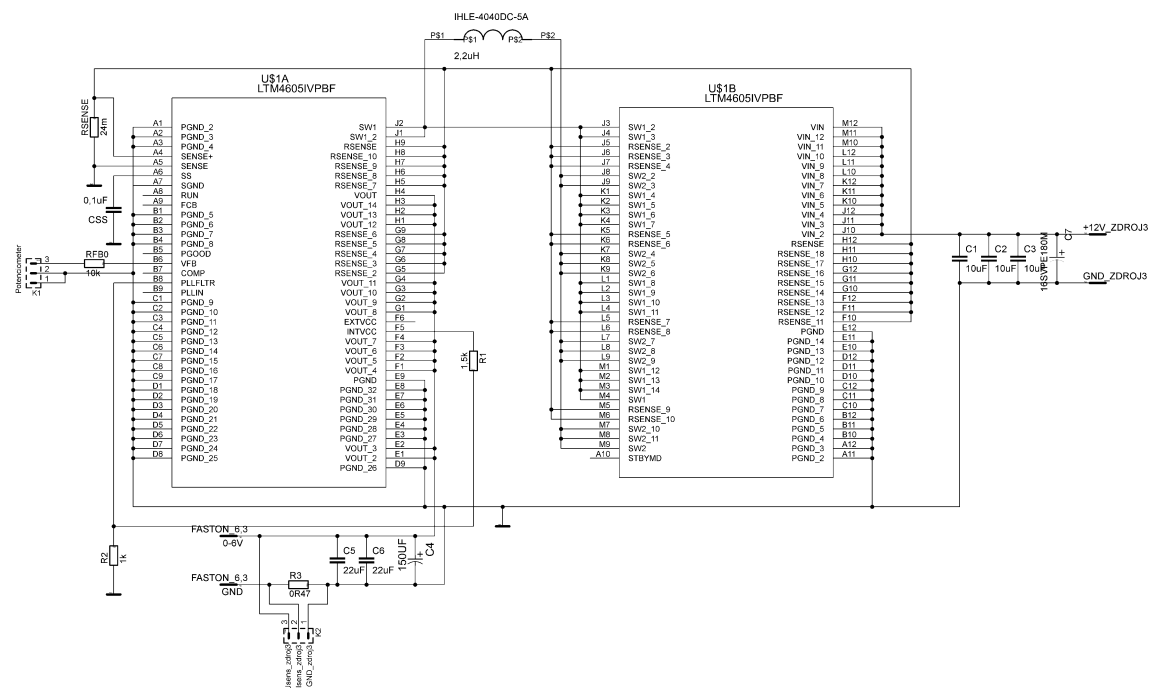 IHLE-4040DC-5A
P$1 P$1 P$2 P$2
2,2uH
U$1A
LTM4605IVPBF
U$1B
LTM4605IVPBF
RSENSE
24m
A1 PGND_2
A2 PGND_3
A3 PGND_4
A4 SENSE+
A5 SENSE
A6 SS
A7 SGND
A8 RUN
A9 FCB
B1 PGND_5
B2 PGND_6
B3 PGND_7
B4 PGND_8
B5 PGOOD
B6 VFB
B7 COMP
B8 PLLFLTR
B9 PLLIN
C1 PGND_9
C2 PGND_10
C3 PGND_11
C4 PGND_12
C5 PGND_13
C6 PGND_14
C7 PGND_15
C8 PGND_16
C9 PGND_17
D1 PGND_18
D2 PGND_19
D3 PGND_20
D4 PGND_21
D5 PGND_22
D6 PGND_23
D7 PGND_24
D8 PGND_25
SW1 J2
SW1_2 J1
RSENSE H9
RSENSE_10 H8
RSENSE_9 H7
RSENSE_8 H6
RSENSE_7 H5
VOUT H4
VOUT_14 H3
VOUT_13 H2
VOUT_12 H1
RSENSE_6 G9
RSENSE_5 G8
RSENSE_4 G7
RSENSE_3 G6
RSENSE_2 G5
VOUT_11 G4
VOUT_10 G3
VOUT_9 G2
VOUT_8 G1
EXTVCC F6
INTVCC F5
VOUT_7 F4
VOUT_6 F3
VOUT_5 F2
VOUT_4 F1
PGND E9
PGND_32 E8
PGND_31 E7
PGND_30 E6
PGND_29 E5
PGND_28 E4
PGND_27 E3
VOUT_3 E2
VOUT_2 E1
PGND_26 D9
J3 SW1_2
J4 SW1_3
J5 RSENSE_2
J6 RSENSE_3
J7 RSENSE_4
J8 SW2_2
J9 SW2_3
K1 SW1_4
K2 SW1_5
K3 SW1_6
K4 SW1_7
K5 RSENSE_5
K6 RSENSE_6
K7 SW2_4
K8 SW2_5
K9 SW2_6
L1 SW1_8
L2 SW1_9
L3 SW1_10
L4 SW1_11
L5 RSENSE_7
L6 RSENSE_8
L7 SW2_7
L8 SW2_8
L9 SW2_9
M1 SW1_12
M2 SW1_13
M3 SW1_14
M4 SW1
M5 RSENSE_9
M6 RSENSE_10
M7 SW2_10
M8 SW2_11
M9 SW2
A10 STBYMD
VIN M12
VIN_12 M11
VIN_11 M10
VIN_10 L12
VIN_9 L11
VIN_8 L10
VIN_7 K12
VIN_6 K11
VIN_5 K10
VIN_4 J12
VIN_3 J11
VIN_2 J10
RSENSE H12
RSENSE_18 H11
RSENSE_17 H10
RSENSE_16 G12
RSENSE_15 G11
RSENSE_14 G10
RSENSE_13 F12
RSENSE_12 F11
RSENSE_11 F10
PGND E12
PGND_14 E11
PGND_13 E10
PGND_12 D12
PGND_11 D11
PGND_10 D10
PGND_9 C12
PGND_8 C11
PGND_7 C10
PGND_6 B12
PGND_5 B11
PGND_4 B10
PGND_3 A12
PGND_2 A11
0,1uF
CSS
RFB0
10k
Potenciometer
3
2
1
K1
1,5k
R1
+12V_ZDROJ3
GND_ZDROJ3
C1
10uF
C2
10uF
C3
10uF
16SVPE180M
C7
+
R2
1k
FASTON_6,3
0-6V
FASTON_6,3
GND
C5
22uF
C6
22uF
150UF
C4
+
R3
0R47
3
2
1
K2
Isens_zdroj3
GND_zdroj3